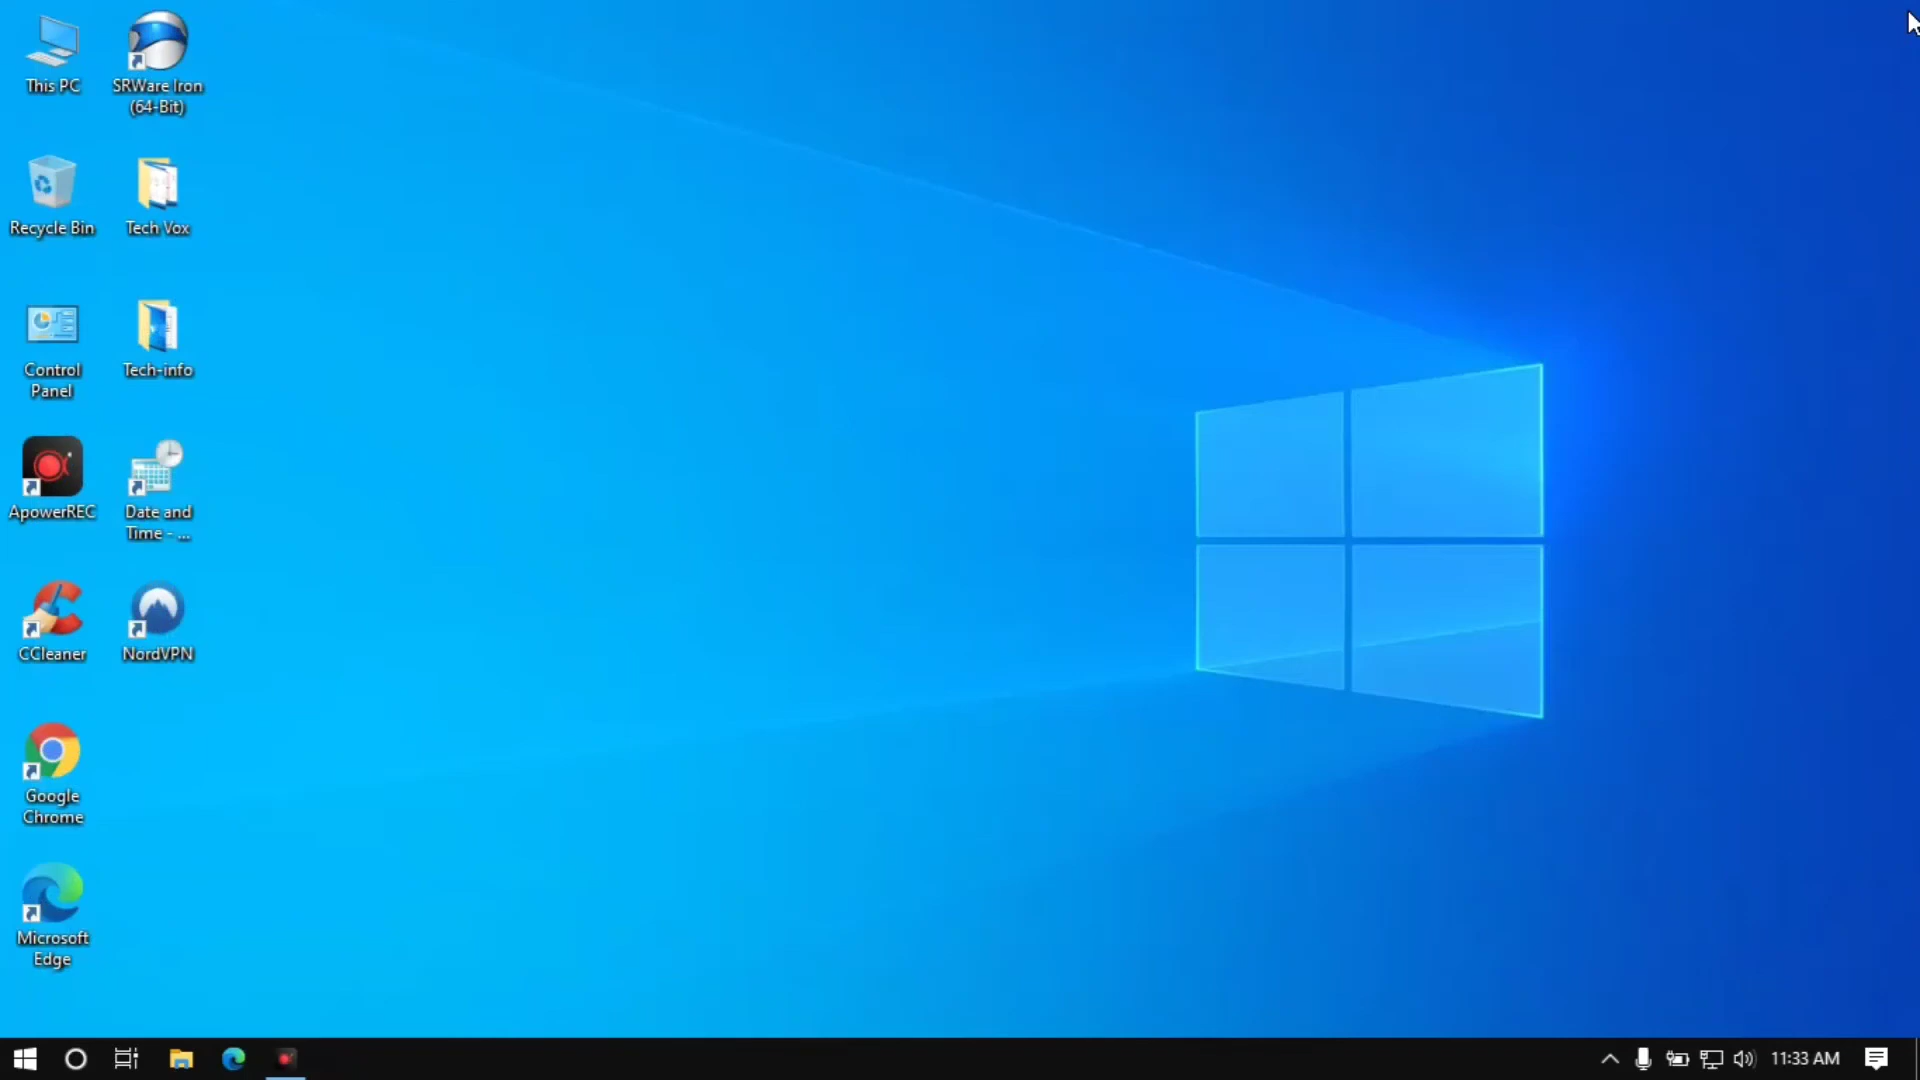 This PC
SRWare Iron
(64-Bit)
Recycle Bin
Tech Vox
Control
Panel
Tech-info
ApowerREC
Date and
Time - ...
CCleaner
NordVPN
Google
Chrome
Microsoft
Edge
11:33 AM